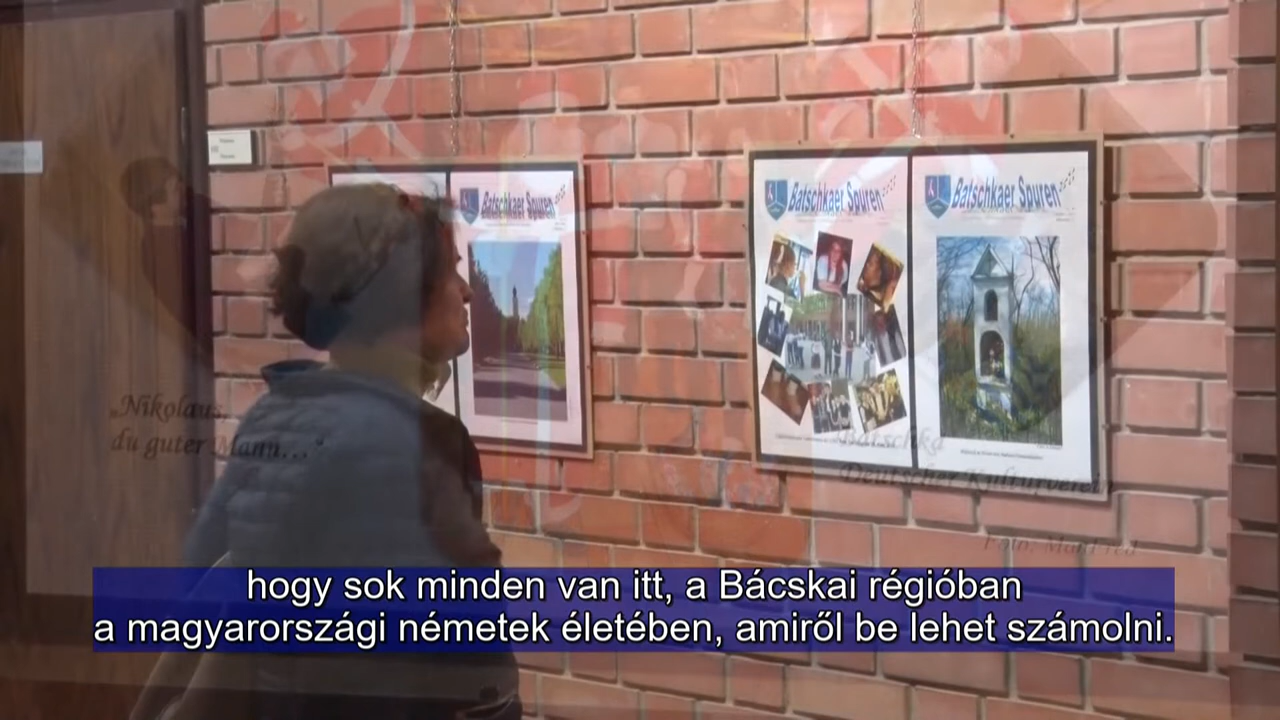 Batschkaer Spuren
Batschkaer Spuren
Batschkaer Spuren
„Nikolaus,
du guter Mann…“
Batschka
Deutscher Kulturverein
Foto:
hogy sok minden van itt, a Bácskai régióban
a magyarországi németek életében, amiről be lehet számolni.